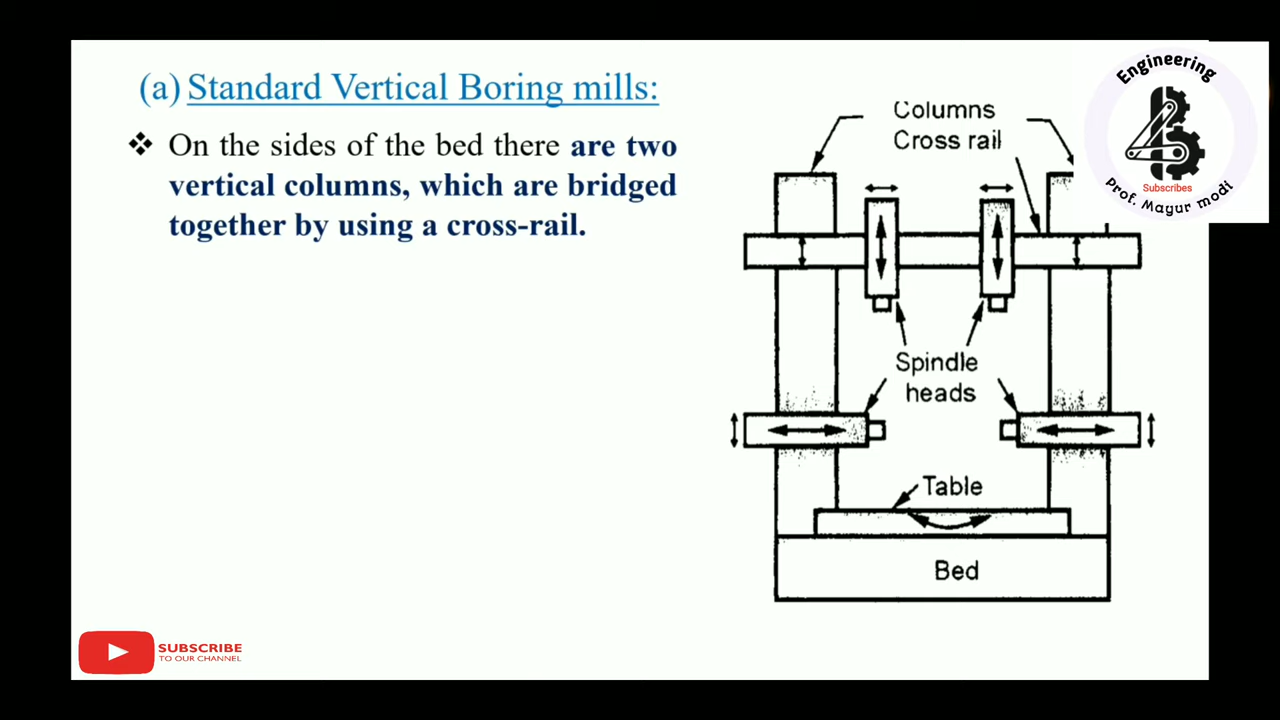 (a) Standard Vertical Boring mills:
❖ On the sides of the bed there are two
vertical columns, which are bridged
together by using a cross-rail.
Columns
Cross rail
Spindle
heads
Table
Bed
Engineering
Subscribes
Prof. Mayur modi
SUBSCRIBE
TO OUR CHANNEL